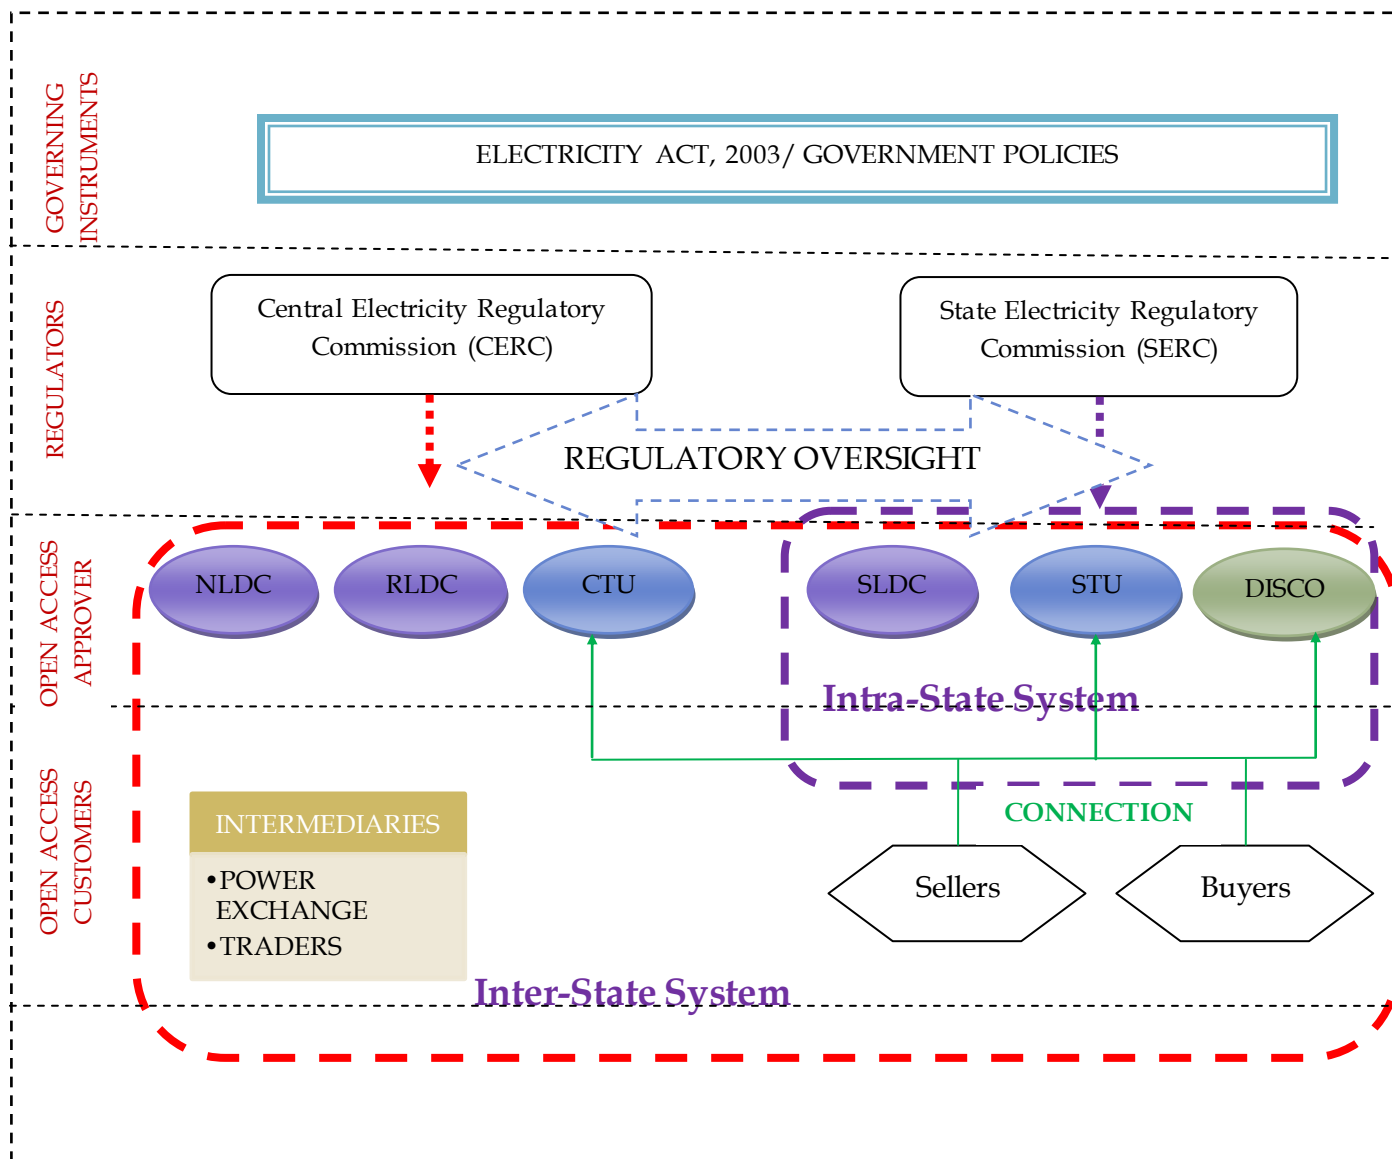 GOVERNING
INSTRUMENTS
ELECTRICITY ACT, 2003/ GOVERNMENT POLICIES
REGULATORS
Central Electricity Regulatory
Commission (CERC)
State Electricity Regulatory
Commission (SERC)
REGULATORY OVERSIGHT
OPEN ACCESS
APPROVER
NLDC
RLDC
CTU
SLDC
STU
DISCO
Intra-State System
OPEN ACCESS
CUSTOMERS
INTERMEDIARIES
•POWER
EXCHANGE
•TRADERS
CONNECTION
Sellers
Buyers
Inter-State System